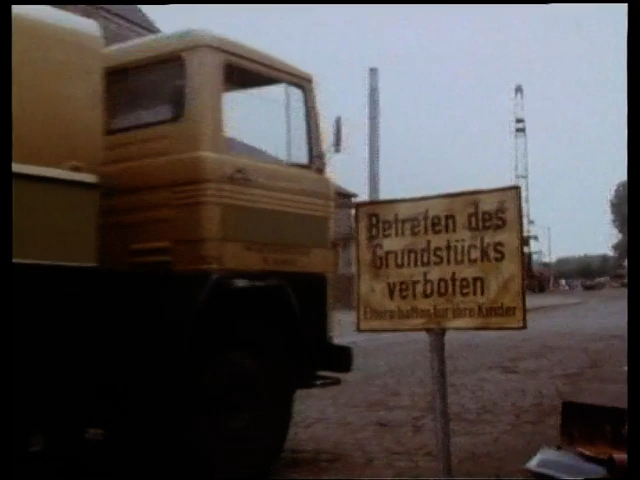 Betreten des
Grundstücks
verboten
Eltern haften für ihre Kinder